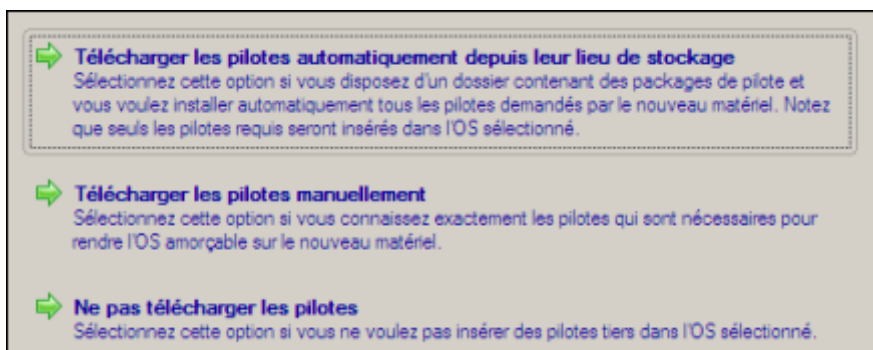 Télécharger les pilotes automatiquement depuis leur lieu de stockage
Sélectionnez cette option si vous disposez d'un dossier contenant des packages de pilote et
vous voulez installer automatiquement tous les pilotes demandés par le nouveau matériel. Notez
que seuls les pilotes requis seront insérés dans l'OS sélectionné.
Télécharger les pilotes manuellement
Sélectionnez cette option si vous connaissez exactement les pilotes qui sont nécessaires pour
rendre l'OS amorçable sur le nouveau matériel.
Ne pas télécharger les pilotes
Sélectionnez cette option si vous ne voulez pas insérer des pilotes tiers dans l'OS sélectionné.